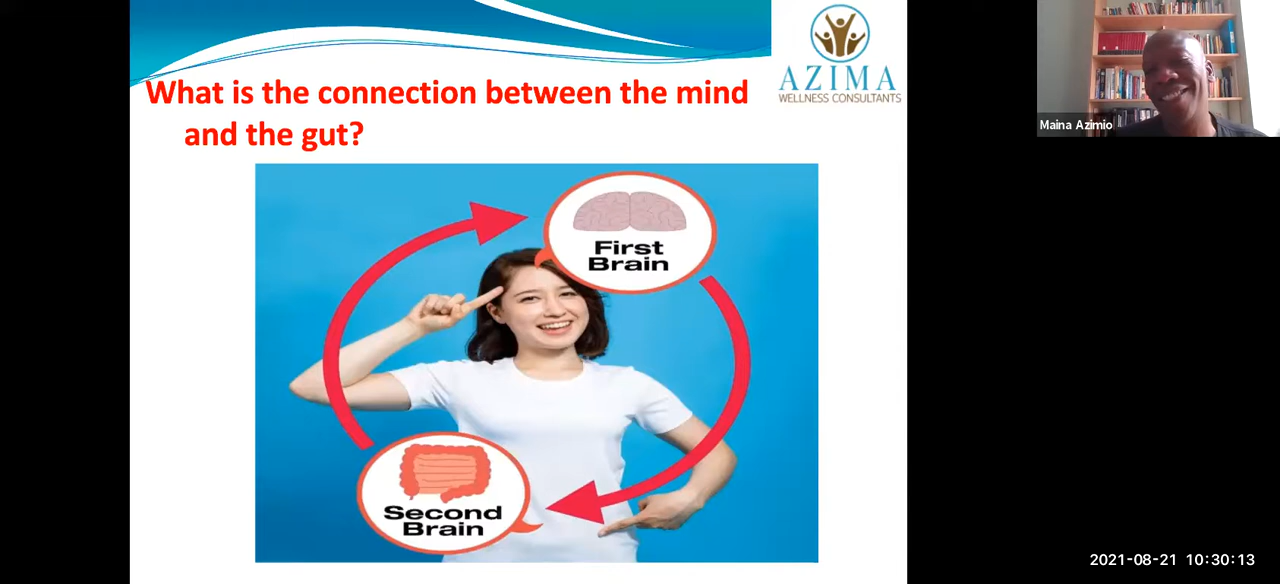 What is the connection between the mind
and the gut?
AZIMA
WELLNESS CONSULTANTS
Maina Azimio
First
Brain
Second
Brain
2021-08-21 10:30:13